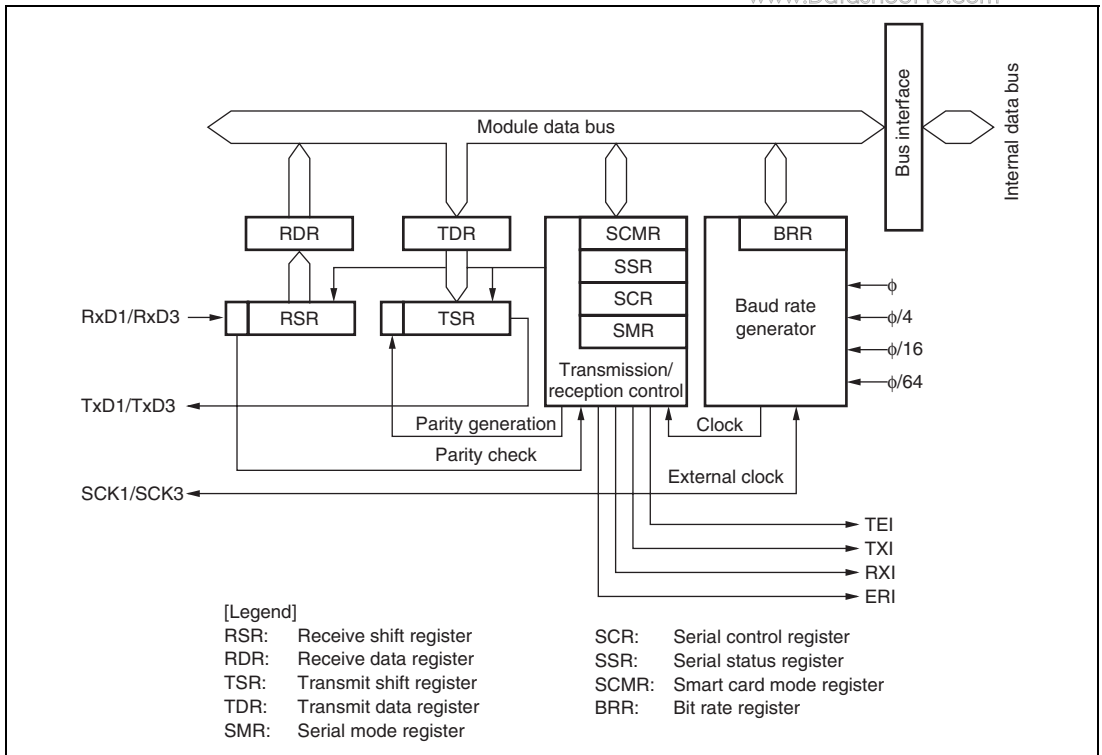 Module data bus
Bus interface
Internal data bus
RDR
TDR
SCMR
BRR
SSR
SCR
SMR
RxD1/RxD3
RSR
TSR
Baud rate
generator
ϕ
ϕ/4
ϕ/16
ϕ/64
Transmission/
reception control
TxD1/TxD3
Parity generation
Clock
Parity check
SCK1/SCK3
External clock
TEI
TXI
RXI
ERI
[Legend]
RSR: Receive shift register
RDR: Receive data register
TSR: Transmit shift register
TDR: Transmit data register
SMR: Serial mode register
SCR: Serial control register
SSR: Serial status register
SCMR: Smart card mode register
BRR: Bit rate register